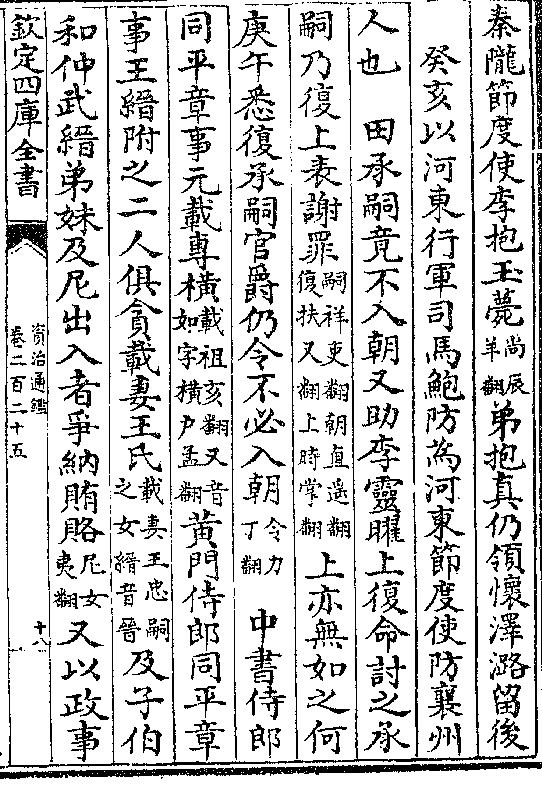 秦隴節度使李抱玉薨尚辰羊翻弟抱真仍領懷澤潞留後
癸亥以河東行軍司馬鮑防為河東節度使防襄州
人也　田承嗣竟不入朝又助李靈曜上復命討之承
嗣乃復上表謝罪嗣祥吏翻朝直遥翻復扶又翻上時掌翻上亦無如之何
庚午悉復承嗣官爵仍令不必入朝令力丁翻　中書侍郎
同平章事元載專橫載祖亥翻又音如字橫户孟翻黄門侍郎同平章
事王縉附之二人俱貪載妻王氏載妻王忠嗣之女縉音晉及子伯
和仲武縉弟妹及尼出入者爭納賄賂尼女夷翻又以政事
欽定四庫全書
資治通鑑
卷二百二十五
十八